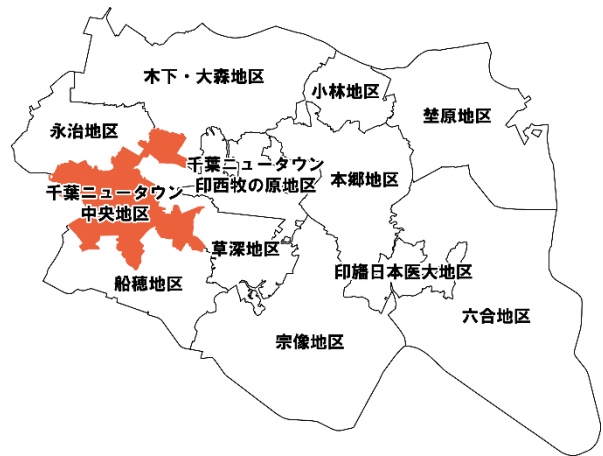 木下・大森地区
小林地区
埜原地区
永治地区
千葉ニュータウン
印西牧の原地区
本郷地区
千葉ニュータウン
中央地区
草深地区
印旛日本医大地区
船穂地区
六合地区
宗像地区